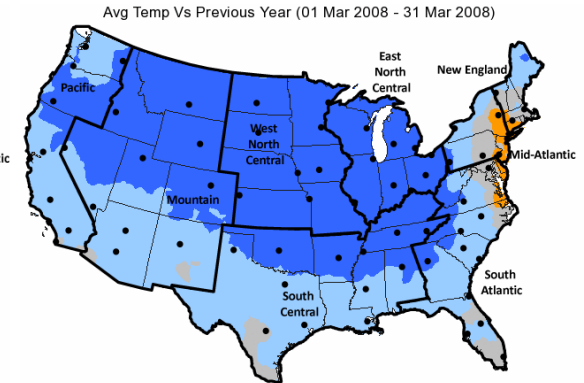 Avg Temp Vs Previous Year (01 Mar 2008 - 31 Mar 2008)
East
North
Central
New England
Pacific
West
North
Central
ic
Mid-Atlantic
Mountain
South
Atlantic
South
Central